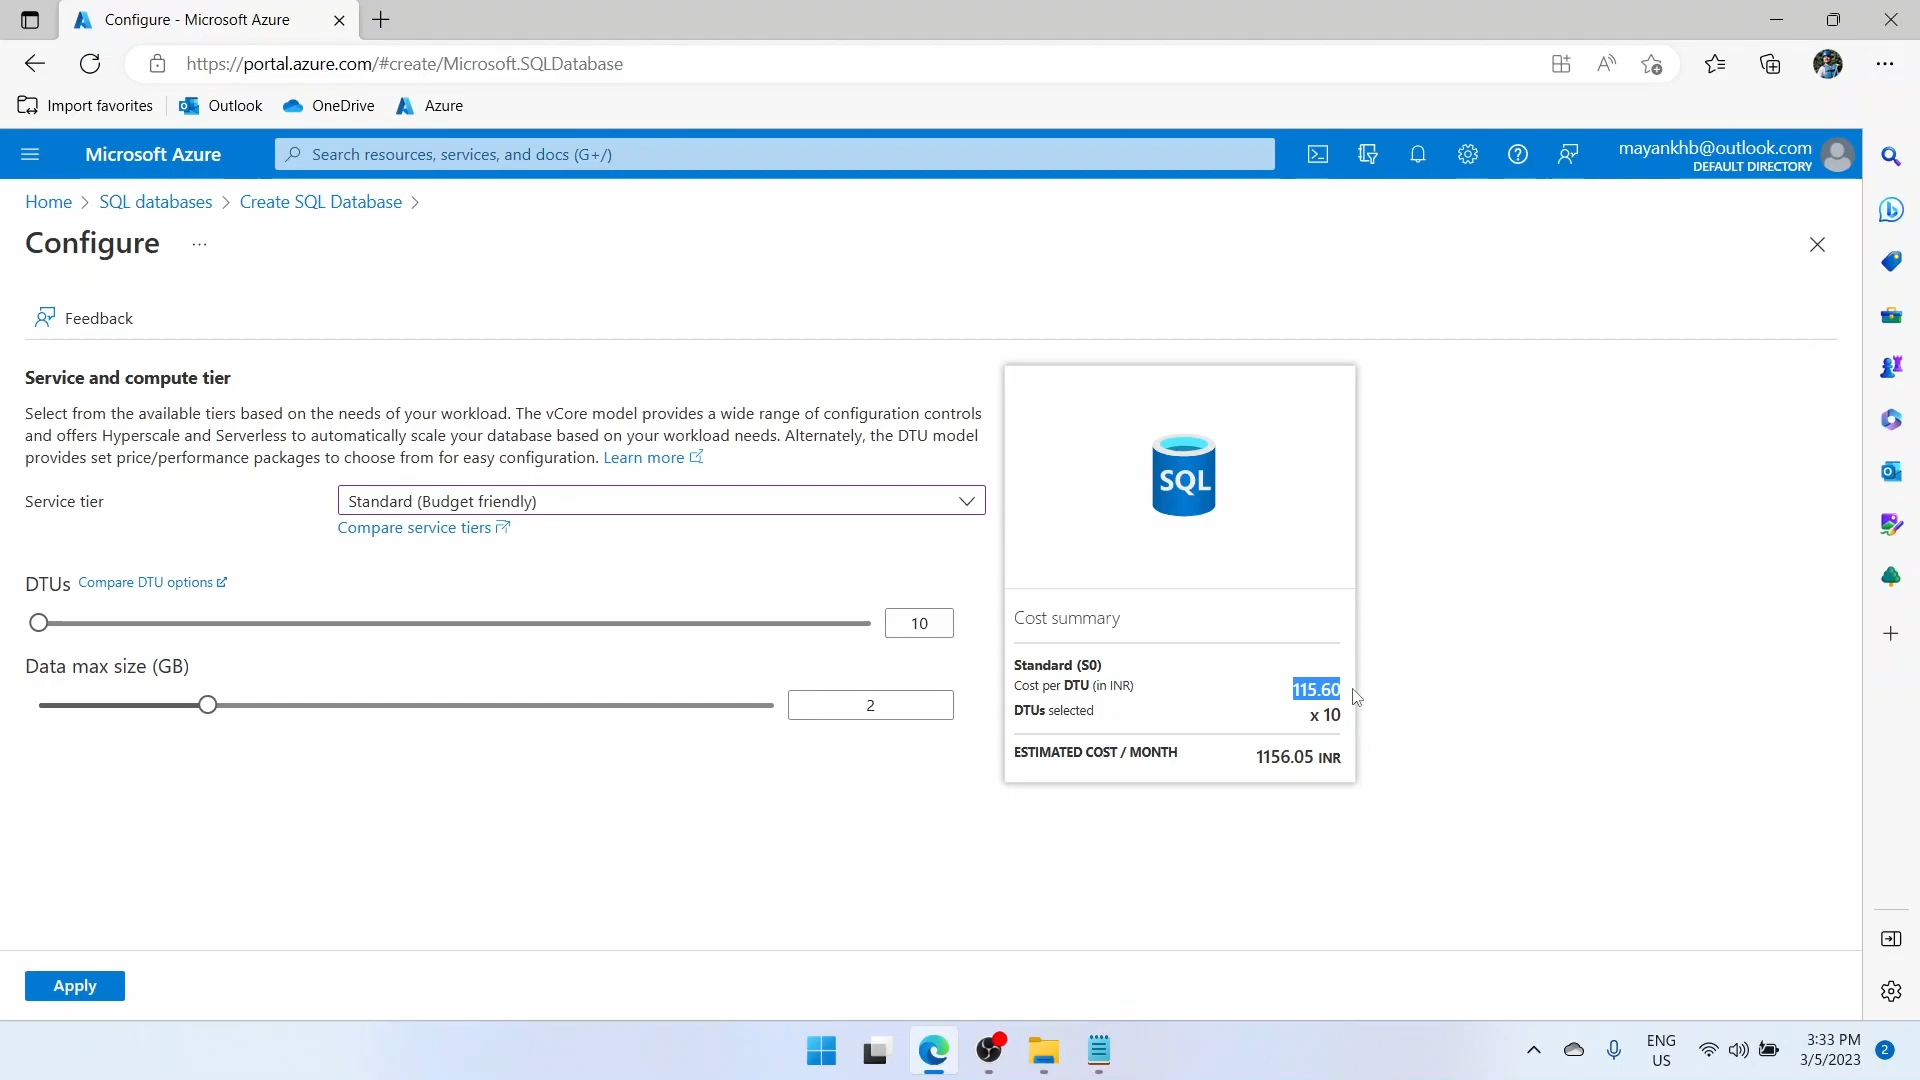 Configure - Microsoft Azure
https://portal.azure.com/#create/Microsoft.SQLDatabase
Import favorites
Outlook
OneDrive
Azure
Microsoft Azure
Search resources, services, and docs (G+/)
mayankhb@outlook.com
DEFAULT DIRECTORY
Home > SQL databases > Create SQL Database >
Configure ...
Feedback
Service and compute tier
Select from the available tiers based on the needs of your workload. The vCore model provides a wide range of configuration controls
and offers Hyperscale and Serverless to automatically scale your database based on your workload needs. Alternately, the DTU model
provides set price/performance packages to choose from for easy configuration. Learn more
Service tier
Standard (Budget friendly)
Compare service tiers
DTUs Compare DTU options
10
Data max size (GB)
2
SQL
Cost summary
Standard (S0)
Cost per DTU (in INR)
115.60
DTUs selected
x 10
ESTIMATED COST / MONTH
1156.05 INR
Apply
ENG
US
3:33 PM
3/5/2023
2